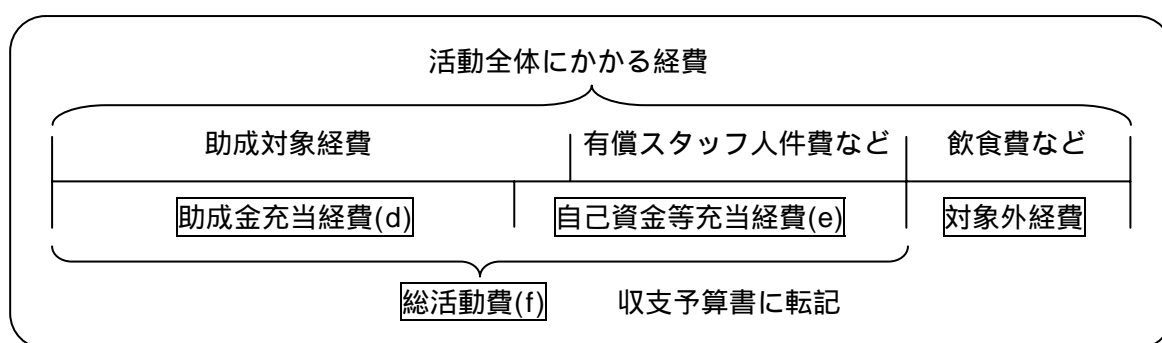 活動全体にかかる経費
助成対象経費 有償スタッフ人件費など 飲食費など
助成金充当経費(d) 自己資金等充当経費(e) 対象外経費
総活動費(f) 収支予算書に転記